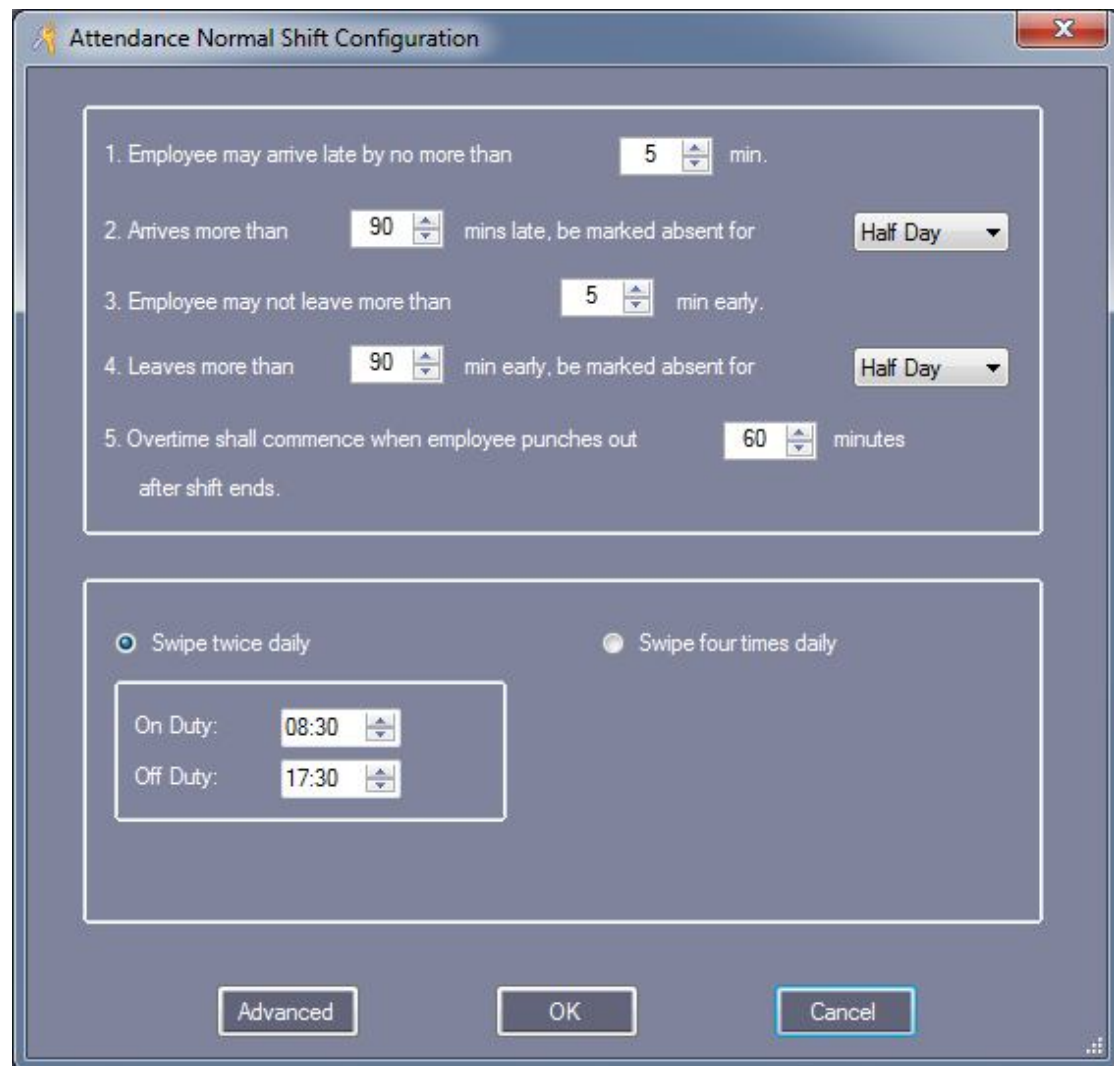 Attendance Normal Shift Configuration
1. Employee may arrive late by no more than 5 min.
2. Arrives more than 90 mins late, be marked absent for Half Day
3. Employee may not leave more than 5 min early.
4. Leaves more than 90 min early, be marked absent for Half Day
5. Overtime shall commence when employee punches out 60 minutes
after shift ends.
Swipe twice daily Swipe four times daily
On Duty: 08:30
Off Duty: 17:30
Advanced OK Cancel